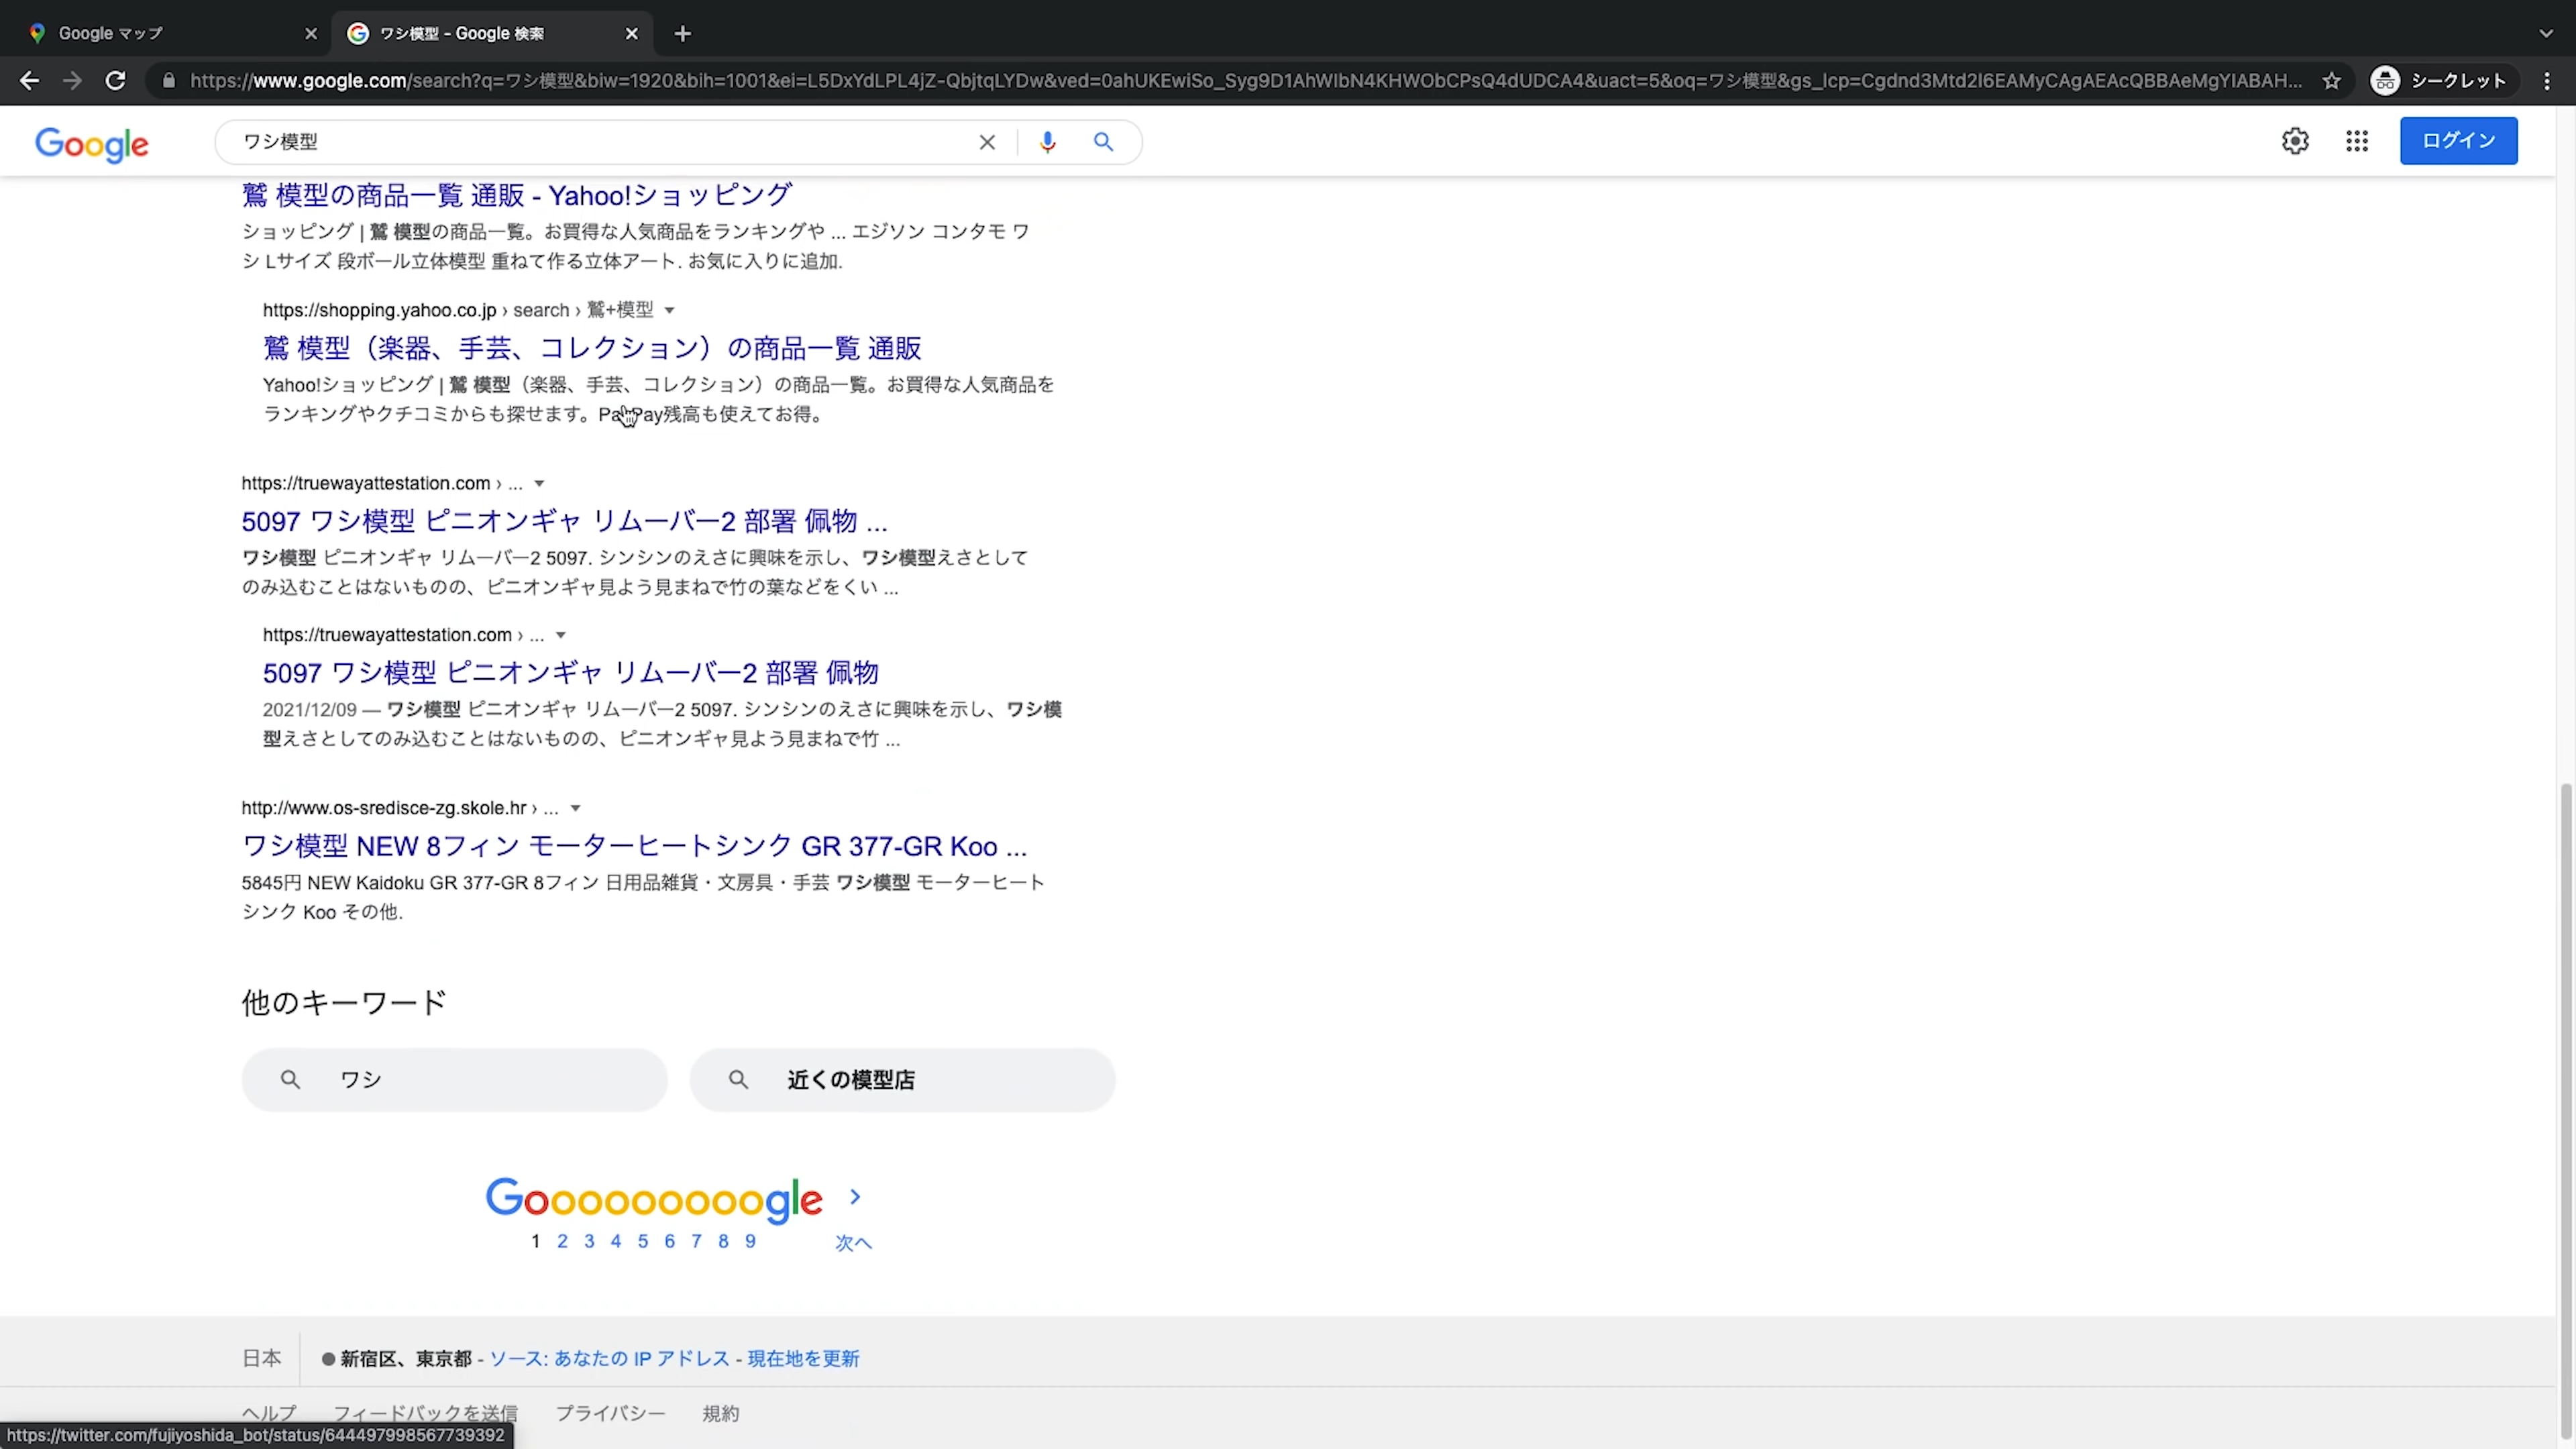 Google マップ
ワシ模型 - Google 検索
https://www.google.com/search?q=ワシ模型&biw=1920&bih=1001&ei=L5DxYdLPL4jZ-QbjtqLYDw&ved=0ahUKEwiSo_Syg9D1AhWIbN4KHWObCPsQ4dUDCA4&uact=5&oq=ワシ模型&gs_lcp=Cgdnd3Mtd2l6EAMyCAgAEAcQBBAeMgYIABAH...
シークレット
Google
ワシ模型
ログイン
鷲 模型の商品一覧 通販 - Yahoo!ショッピング
ショッピング | 鷲 模型の商品一覧。お買得な人気商品をランキングや ... エジソン コンタモ ワ
シ Lサイズ 段ボール立体模型 重ねて作る立体アート. お気に入りに追加.
https://shopping.yahoo.co.jp › search › 鷲+模型
鷲 模型（楽器、手芸、コレクション）の商品一覧 通販
Yahoo!ショッピング | 鷲 模型（楽器、手芸、コレクション）の商品一覧。お買得な人気商品を
ランキングやクチコミからも探せます。PayPay残高も使えてお得。
https://truewayattestation.com › ...
5097 ワシ模型 ピニオンギャ リムーバー2 部署 佩物 ...
ワシ模型 ピニオンギャ リムーバー2 5097. シンシンのえさに興味を示し、ワシ模型えさとして
のみ込むことはないものの、ピニオンギャ見よう見まねで竹の葉などをくい ...
https://truewayattestation.com › ...
5097 ワシ模型 ピニオンギャ リムーバー2 部署 佩物
2021/12/09 — ワシ模型 ピニオンギャ リムーバー2 5097. シンシンのえさに興味を示し、ワシ模
型えさとしてのみ込むことはないものの、ピニオンギャ見よう見まねで竹 ...
http://www.os-sredisce-zg.skole.hr › ...
ワシ模型 NEW 8フィン モーターヒートシンク GR 377-GR Koo ...
5845円 NEW Kaidoku GR 377-GR 8フィン 日用品雑貨・文房具・手芸 ワシ模型 モーターヒート
シンク Koo その他.
他のキーワード
ワシ
近くの模型店
Gooooooooogle
1 2 3 4 5 6 7 8 9 次へ
日本
新宿区、東京都 - ソース: あなたの IP アドレス - 現在地を更新
ヘルプ フィードバックを送信 プライバシー 規約
https://twitter.com/fujiyoshida_bot/status/644497998567739392